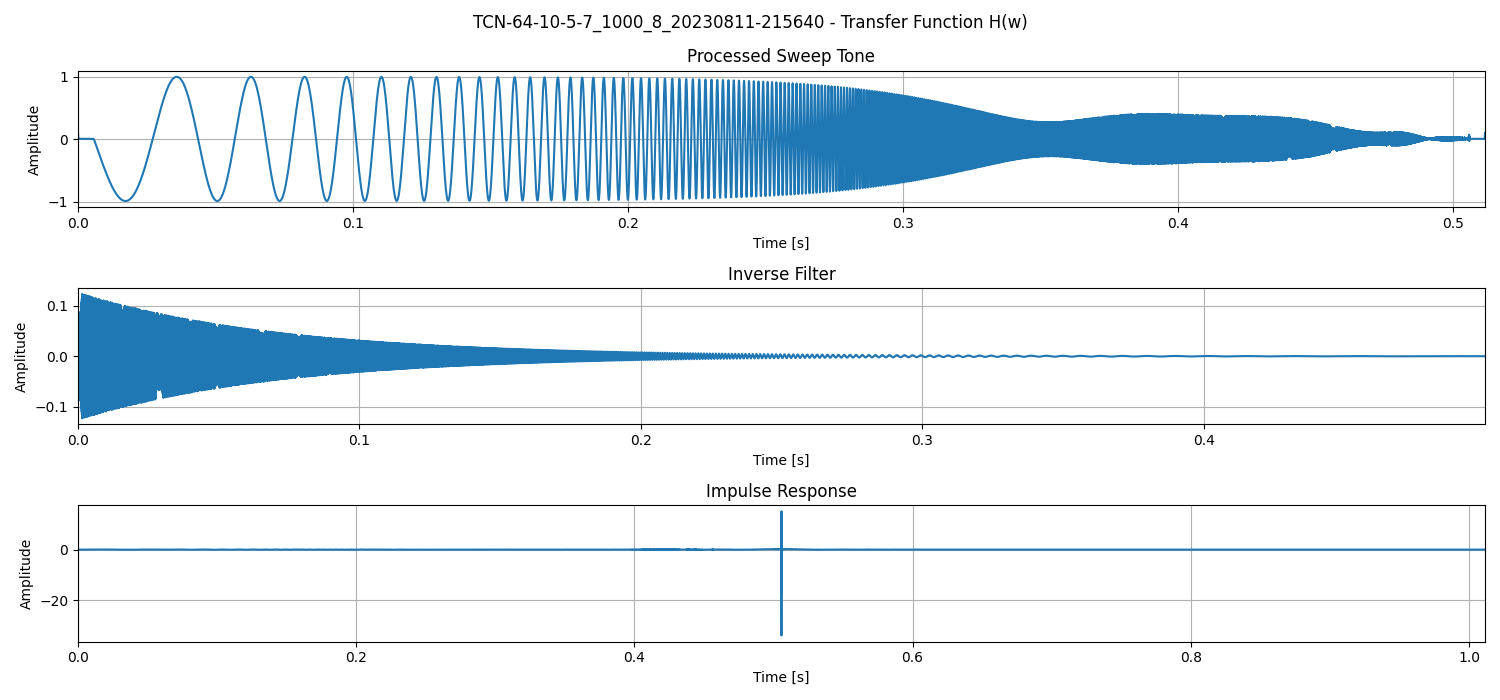 TCN-64-10-5-7_1000_8_20230811-215640 - Transfer Function H(w)
Processed Sweep Tone
Amplitude
1
0
−1
0.0 0.1 0.2 0.3 0.4 0.5
Time [s]
Inverse Filter
Amplitude
0.1
0.0
−0.1
0.0 0.1 0.2 0.3 0.4
Time [s]
Impulse Response
Amplitude
0
−20
0.0 0.2 0.4 0.6 0.8 1.0
Time [s]